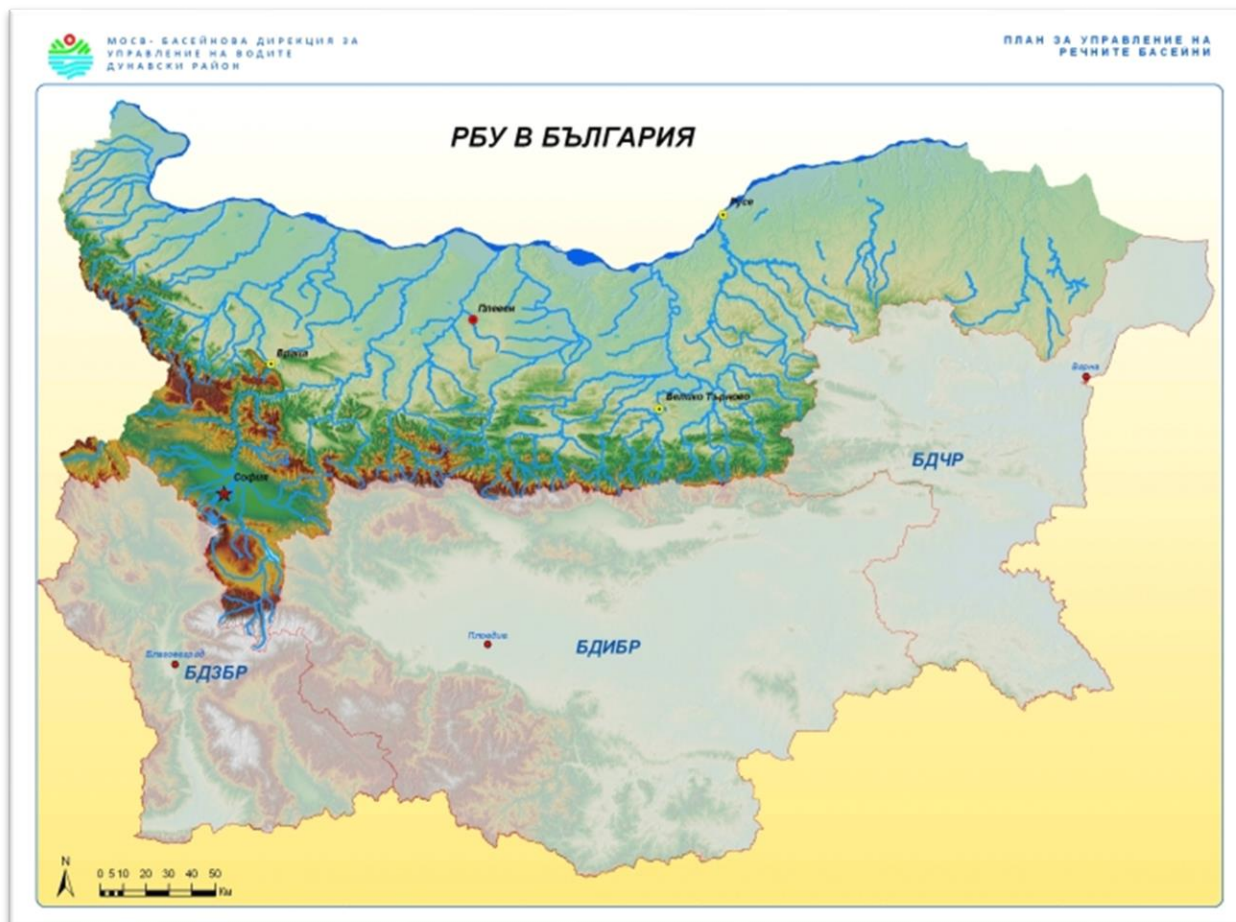 МОСВ- БАСЕЙНОВА ДИРЕКЦИЯ ЗА
УПРАВЛЕНИЕ НА ВОДИТЕ
ДУНАВСКИ РАЙОН
ПЛАН ЗА УПРАВЛЕНИЕ НА
РЕЧНИТЕ БАСЕЙНИ
РБУ В БЪЛГАРИЯ
Русе
Плевен
Враца
Варна
Велико Търново
БДЧР
София
Пловдив
БДИБР
Благоевград
БДЗБР
N
0 5 10 20 30 40 50
Км